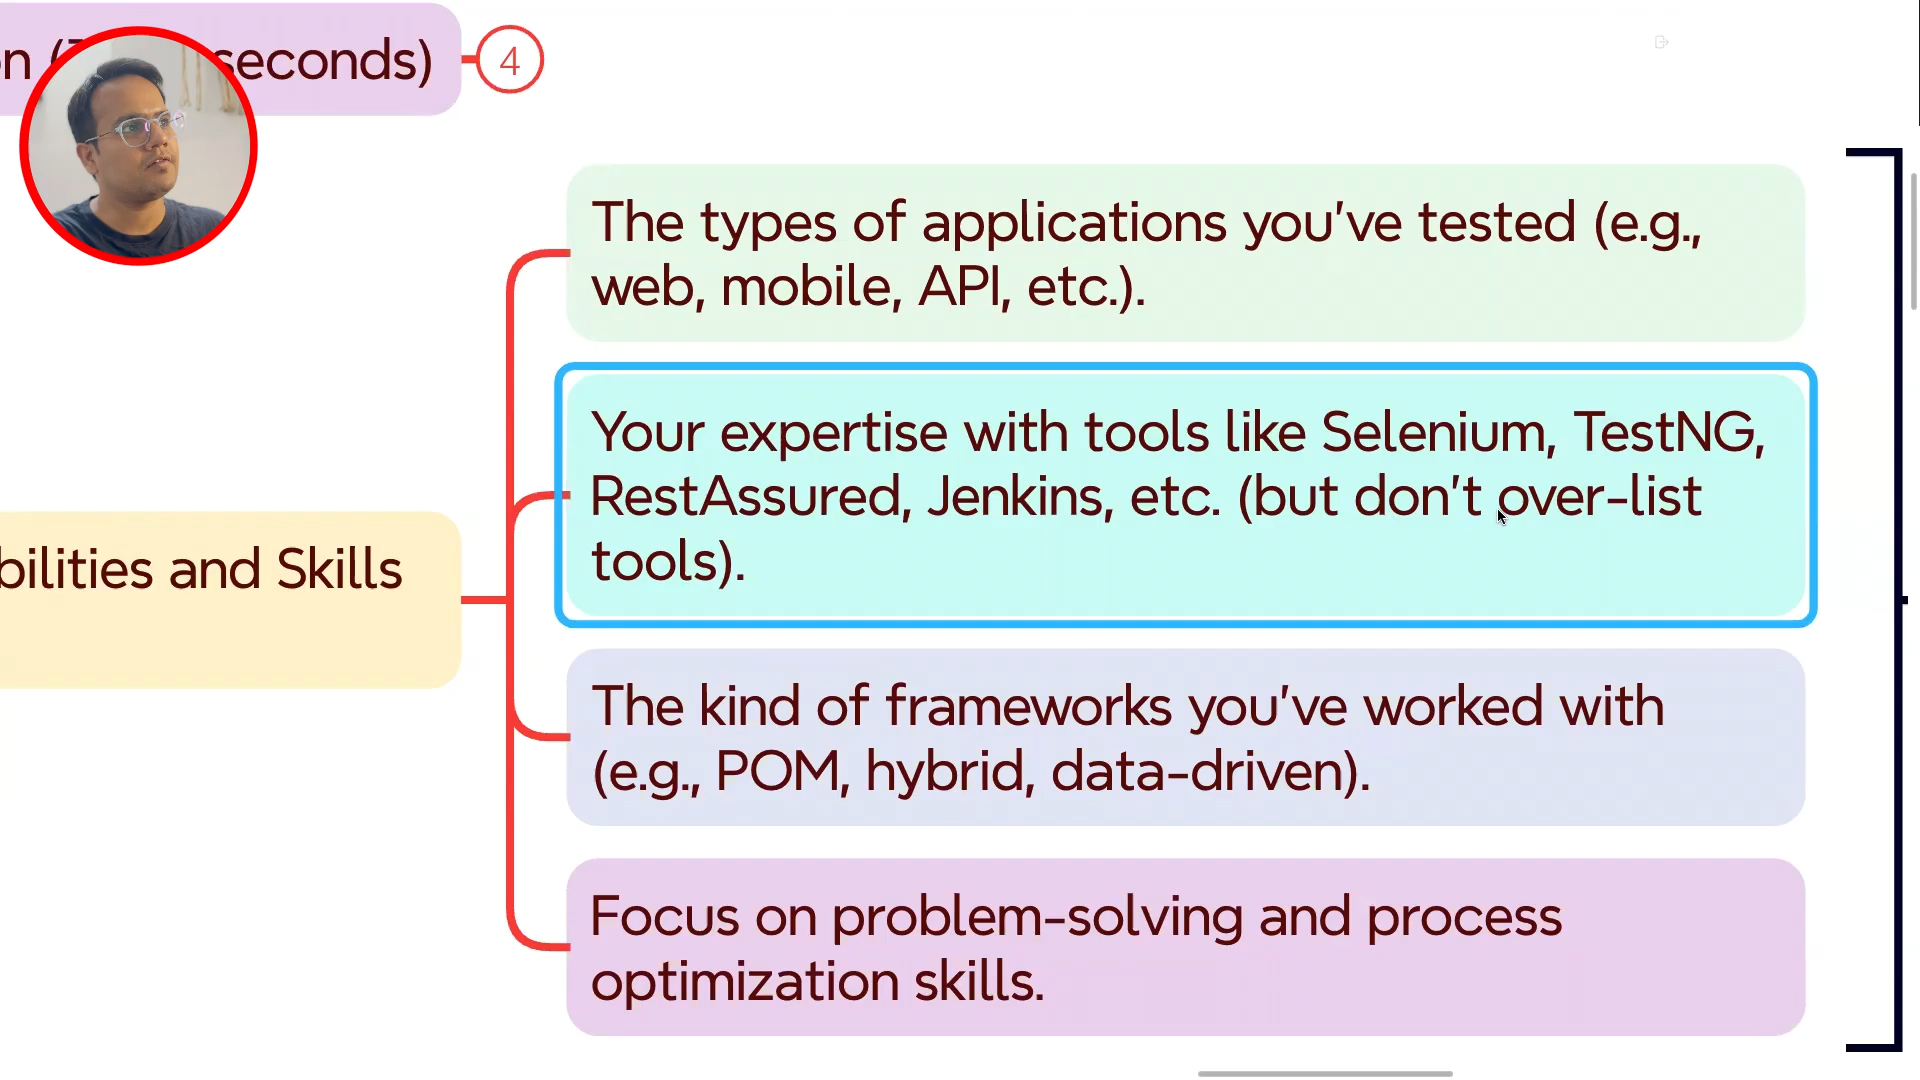 seconds)
4
The types of applications you've tested (e.g.,
web, mobile, API, etc.).
Your expertise with tools like Selenium, TestNG,
RestAssured, Jenkins, etc. (but don't over-list
tools).
bilities and Skills
The kind of frameworks you've worked with
(e.g., POM, hybrid, data-driven).
Focus on problem-solving and process
optimization skills.